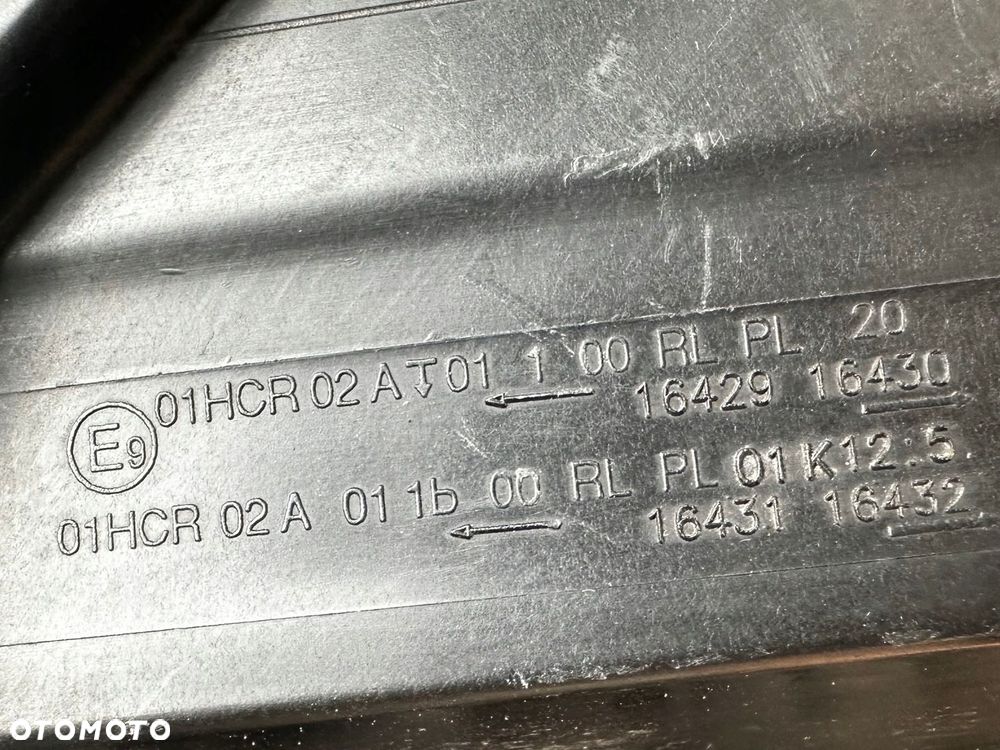 01HCR 02 A↧01 1 00 RL PL 20
← 16429 16430
E9
01HCR 02 A 01 1b 00 RL PL 01 K12:5
← 16431 16432
OTOMOTO